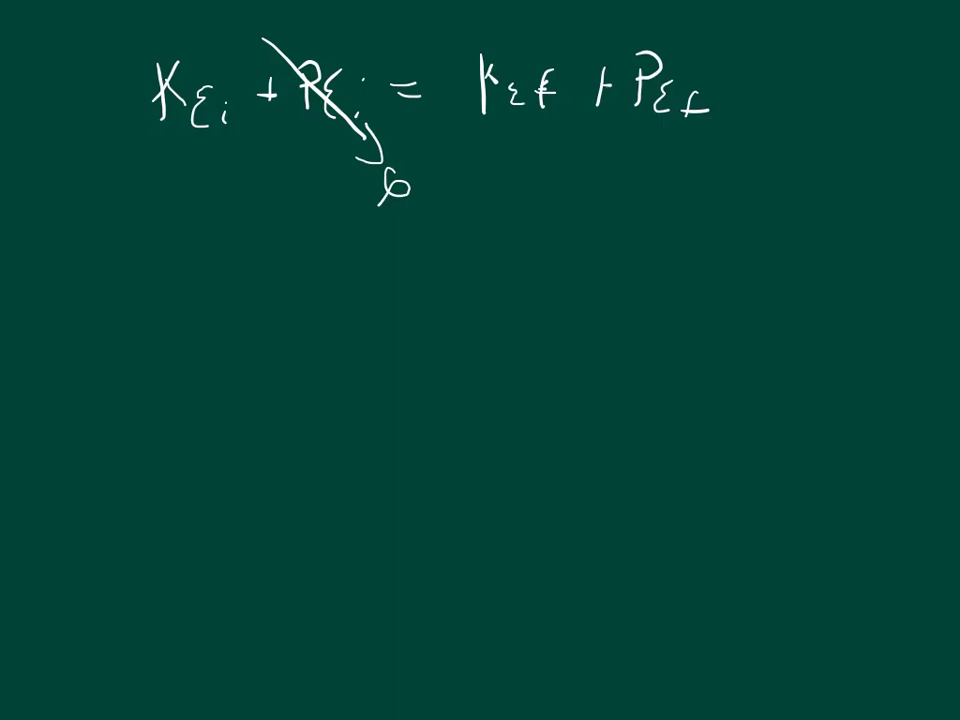 KEi + PEi = KEf + PEf
0